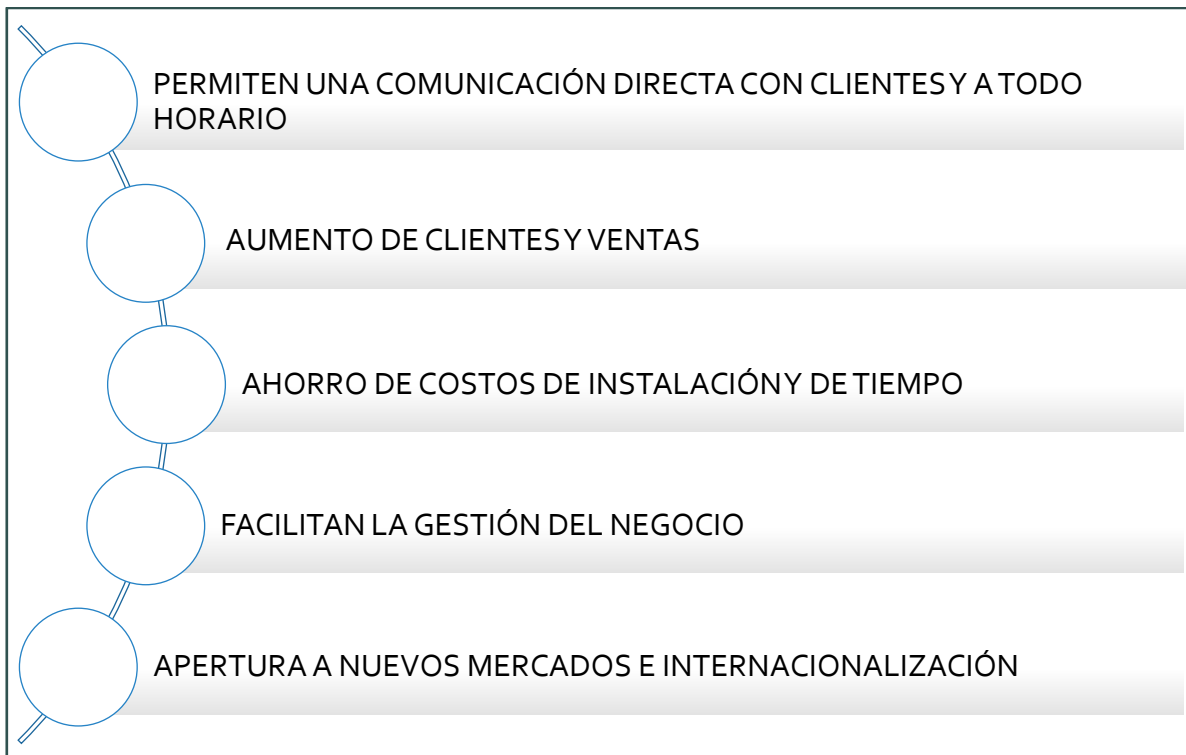 PERMITEN UNA COMUNICACIÓN DIRECTA CON CLIENTES Y A TODO
HORARIO
AUMENTO DE CLIENTES Y VENTAS
AHORRO DE COSTOS DE INSTALACIÓN Y DE TIEMPO
FACILITAN LA GESTIÓN DEL NEGOCIO
APERTURA A NUEVOS MERCADOS E INTERNACIONALIZACIÓN